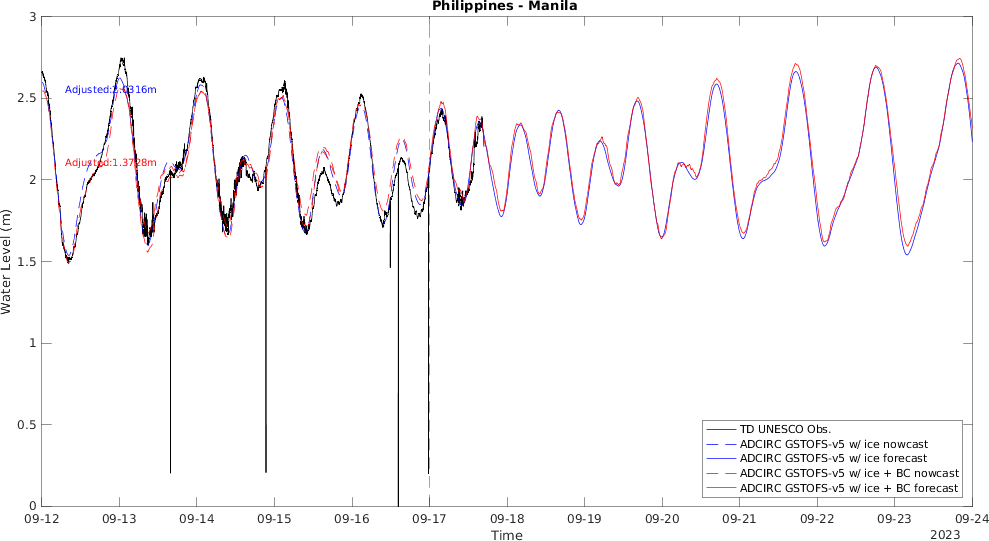 Philippines - Manila
3
2.5
2
1.5
1
0.5
0
Water Level (m)
Adjusted:1.3728m
TD UNESCO Obs.
ADCIRC GSTOFS-v5 w/ ice nowcast
ADCIRC GSTOFS-v5 w/ ice forecast
ADCIRC GSTOFS-v5 w/ ice + BC nowcast
ADCIRC GSTOFS-v5 w/ ice + BC forecast
09-12 09-13 09-14 09-15 09-16 09-17 09-18 09-19 09-20 09-21 09-22 09-23 09-24
Time
2023